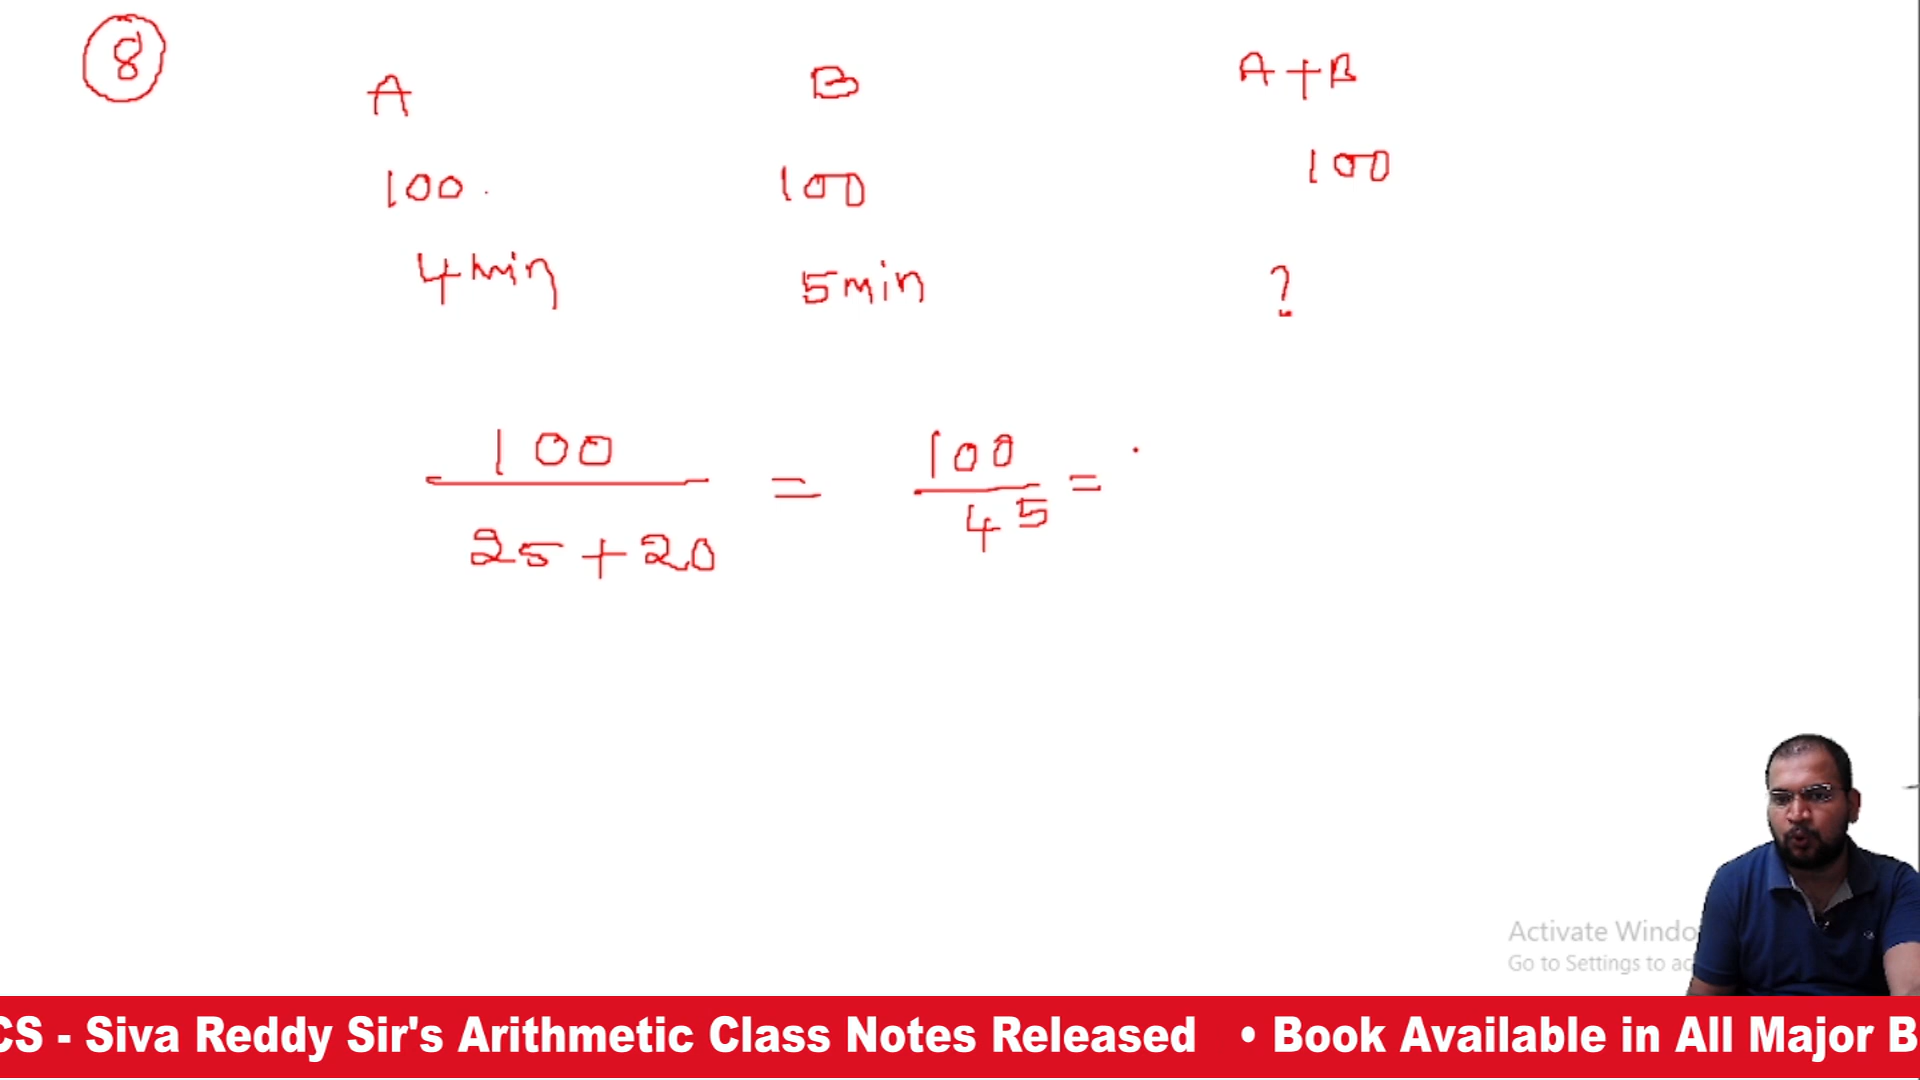 8
A B A+B
100 100 100
4min 5min ?
100 / 25+20 = 100 / 45 =
Activate Windo
Go to Settings to ac
CS - Siva Reddy Sir's Arithmetic Class Notes Released • Book Available in All Major B